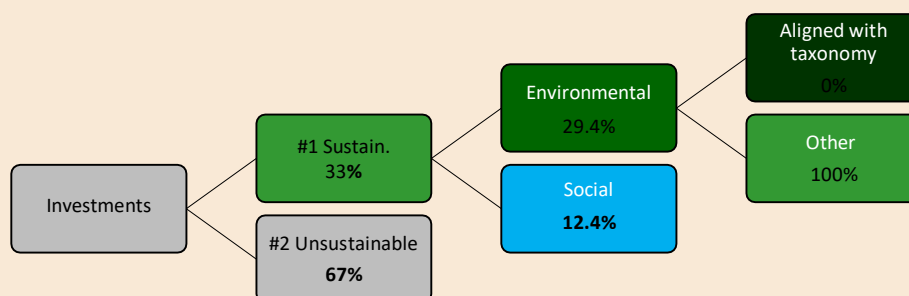 Investments
#1 Sustain.
33%
#2 Unsustainable
67%
Environmental
29.4%
Social
12.4%
Aligned with
taxonomy
0%
Other
100%